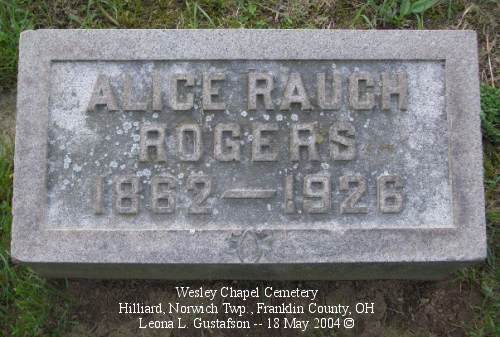 ALICE RAUCH
ROGERS
1862—1926
Wesley Chapel Cemetery
Hilliard, Norwich Twp., Franklin County, OH
Leona L. Gustafson -- 18 May 2004 ©